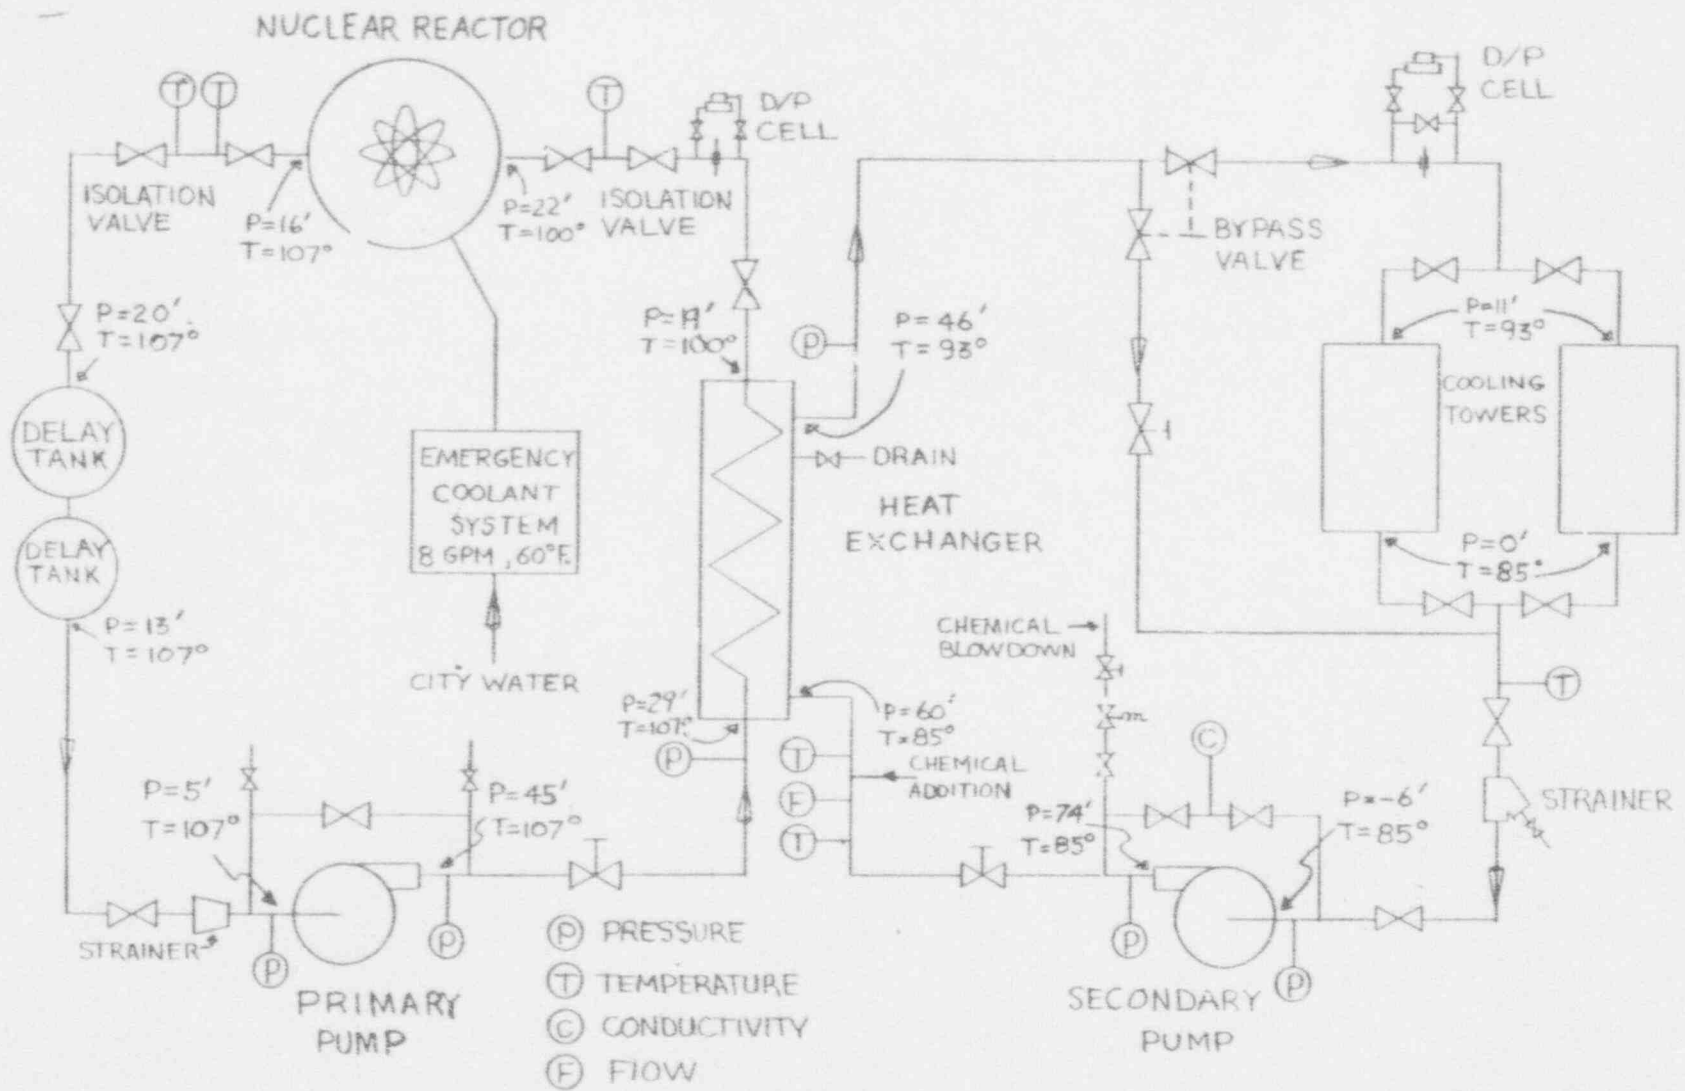 NUCLEAR REACTOR
T
T
T
D/P
CELL
D/P
CELL
ISOLATION
VALVE
P=16'
T=107°
P=22'
T=100°
ISOLATION
VALVE
BYPASS
VALVE
P=20'
T=107°
P=19'
T=100°
P
P=46'
T=93°
P=11'
T=93°
COOLING
TOWERS
DELAY
TANK
DELAY
TANK
EMERGENCY
COOLANT
SYSTEM
8 GPM, 60°F.
DRAIN
HEAT
EXCHANGER
P=0'
T=85°
P=13'
T=107°
CITY WATER
CHEMICAL
BLOWDOWN
T
P=29'
T=107°
P
P=60'
T=85°
T
F
T
CHEMICAL
ADDITION
m
C
P=5'
T=107°
P=45'
T=107°
P=74'
T=85°
P=-6'
T=85°
STRAINER
STRAINER
P
P
P
P
PRIMARY
PUMP
SECONDARY
PUMP
P PRESSURE
T TEMPERATURE
C CONDUCTIVITY
F FLOW